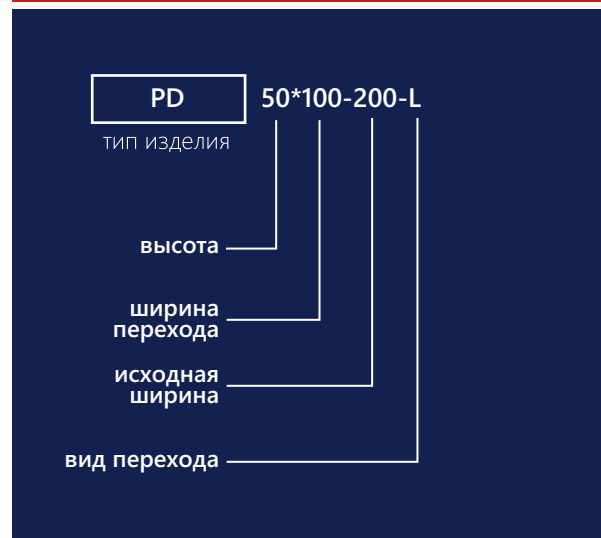 PD 50*100-200-L
тип изделия
высота
ширина
перехода
исходная
ширина
вид перехода